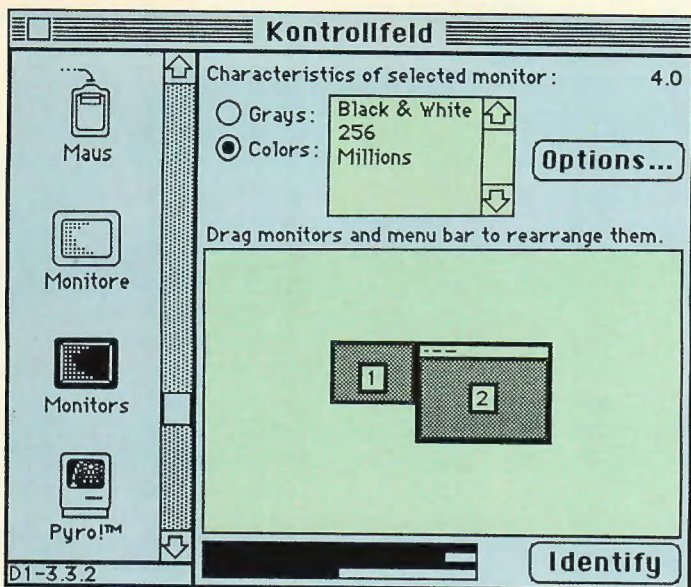 Kontrollfeld
Maus
Monitore
Monitors
Pyro!™
D1-3.3.2
Characteristics of selected monitor: 4.0
Grays:
Colors:
Black & White
256
Millions
Options...
Drag monitors and menu bar to rearrange them.
1
2
Identify